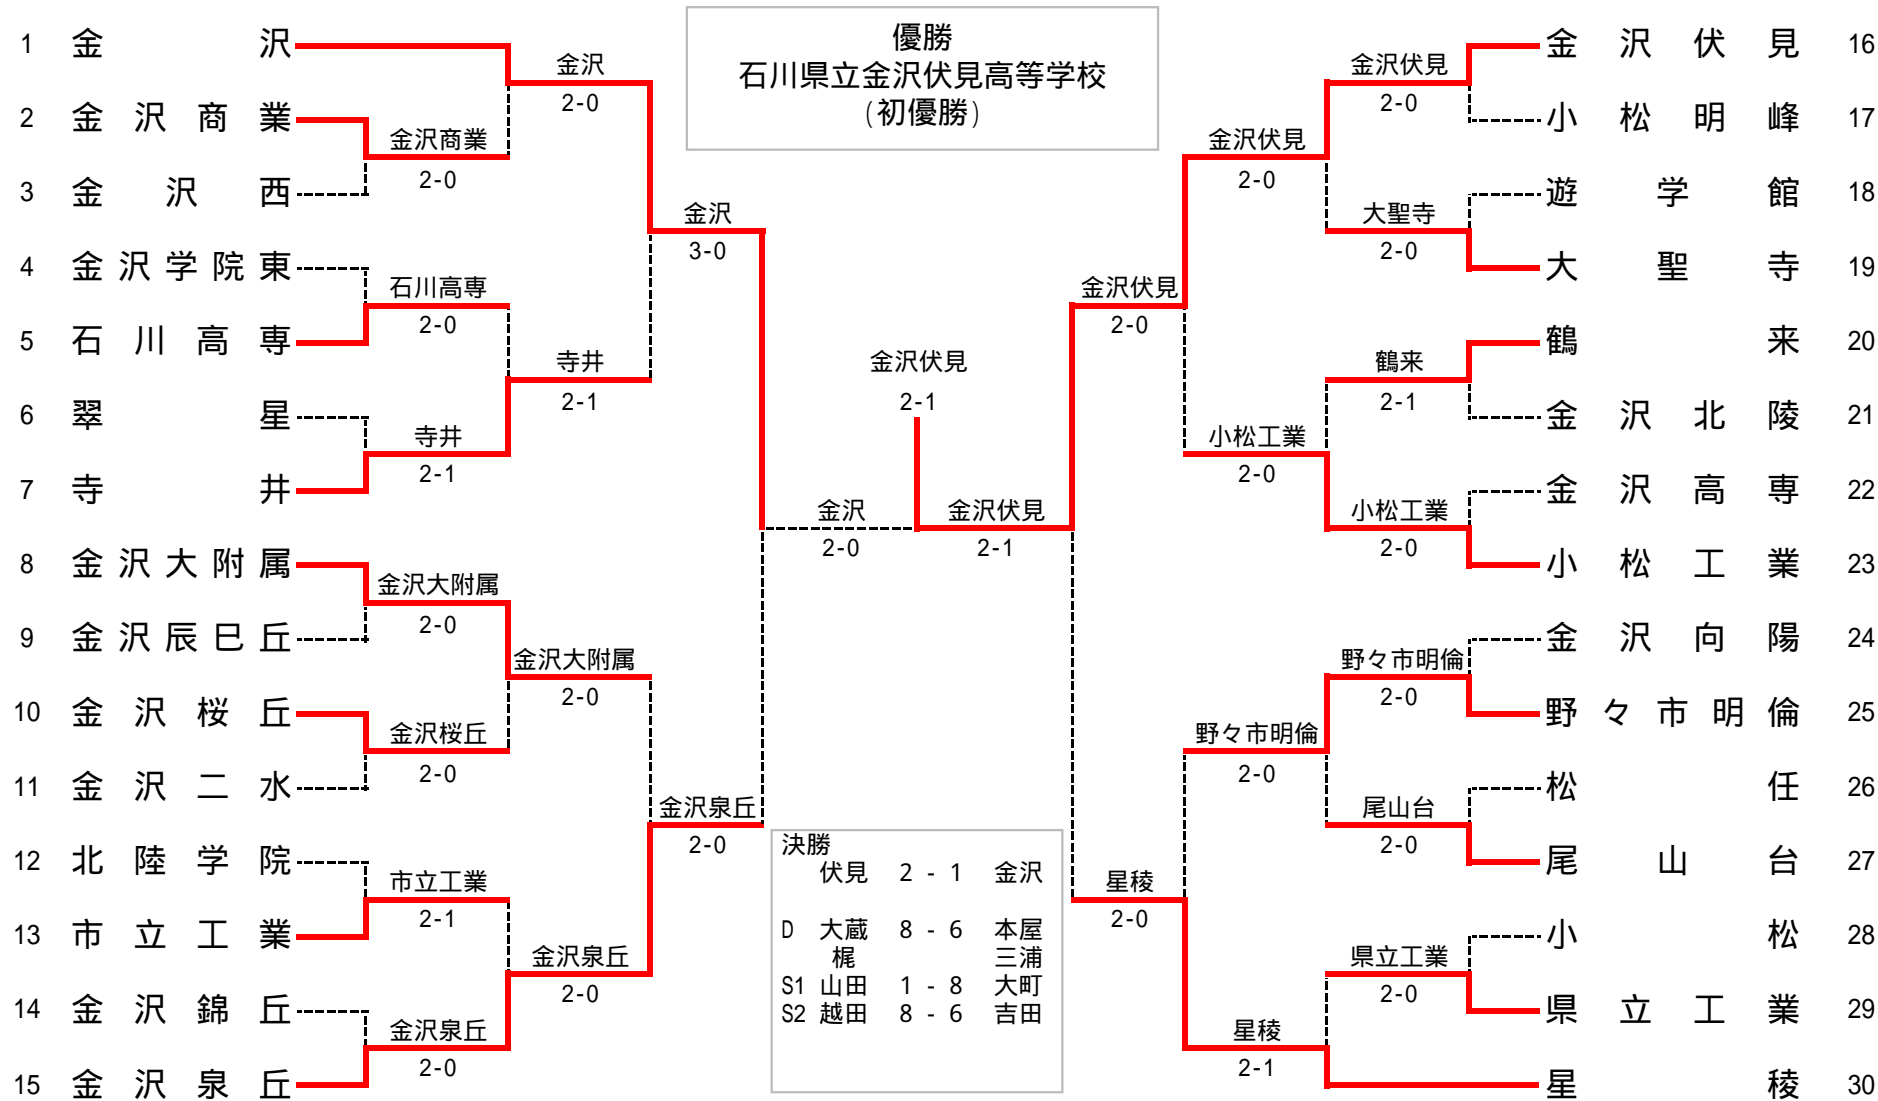 優勝
石川県立金沢伏見高等学校
(初優勝)
1 金沢
2 金沢商業
3 金沢西
4 金沢学院東
5 石川高専
6 翠星
7 寺井
8 金沢大附属
9 金沢辰巳丘
10 金沢桜丘
11 金沢二水
12 北陸学院
13 市立工業
14 金沢錦丘
15 金沢泉丘
金沢商業
2-0
石川高専
2-0
寺井
2-1
金沢大附属
2-0
金沢桜丘
2-0
市立工業
2-1
金沢泉丘
2-0
金沢
2-0
寺井
2-1
金沢大附属
2-0
金沢泉丘
2-0
金沢
3-0
金沢泉丘
2-0
金沢
2-0
金沢伏見
2-1
金沢伏見
2-1
金沢伏見
2-0
星稜
2-0
金沢伏見
2-0
小松工業
2-0
野々市明倫
2-0
星稜
2-1
金沢伏見
2-0
大聖寺
2-0
鶴来
2-1
小松工業
2-0
野々市明倫
2-0
尾山台
2-0
県立工業
2-0
金沢伏見 16
小松明峰 17
遊学館 18
大聖寺 19
鶴来 20
金沢北陵 21
金沢高専 22
小松工業 23
金沢向陽 24
野々市明倫 25
松任 26
尾山台 27
小松 28
県立工業 29
星稜 30
決勝
伏見 2 - 1 金沢
D 大蔵 8 - 6 本屋
梶 三浦
S1 山田 1 - 8 大町
S2 越田 8 - 6 吉田